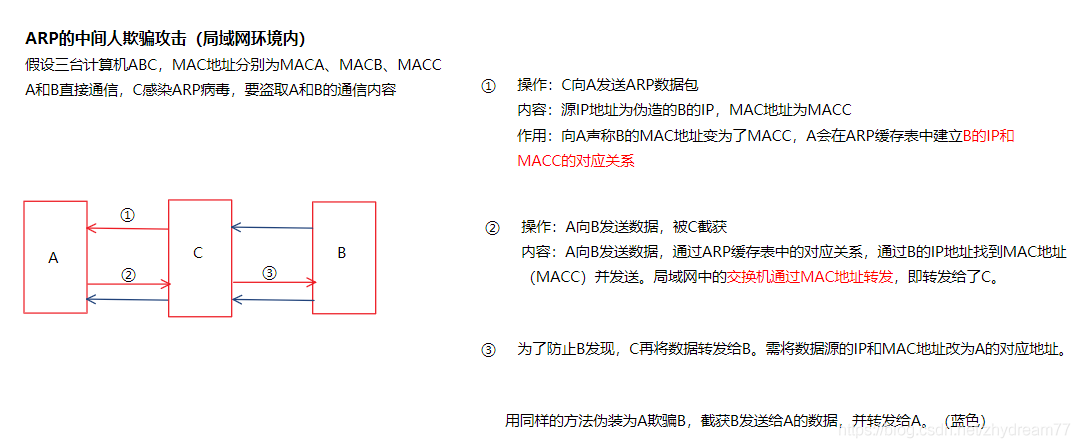 ARP的中间人欺骗攻击（局域网环境内）
假设三台计算机ABC，MAC地址分别为MACA、MACB、MACC
A和B直接通信，C感染ARP病毒，要盗取A和B的通信内容
① 操作：C向A发送ARP数据包
内容：源IP地址为伪造的B的IP，MAC地址为MACC
作用：向A声称B的MAC地址变为了MACC，A会在ARP缓存表中建立B的IP和
MACC的对应关系
①
A
C
B
②
③
② 操作：A向B发送数据，被C截获
内容：A向B发送数据，通过ARP缓存表中的对应关系，通过B的IP地址找到MAC地址
（MACC）并发送。局域网中的交换机通过MAC地址转发，即转发给了C。
③ 为了防止B发现，C再将数据转发给B。需将数据源的IP和MAC地址改为A的对应地址。
用同样的方法伪装为A欺骗B，截获B发送给A的数据，并转发给A。（蓝色）
https://blog.csdn.net/zhydream77